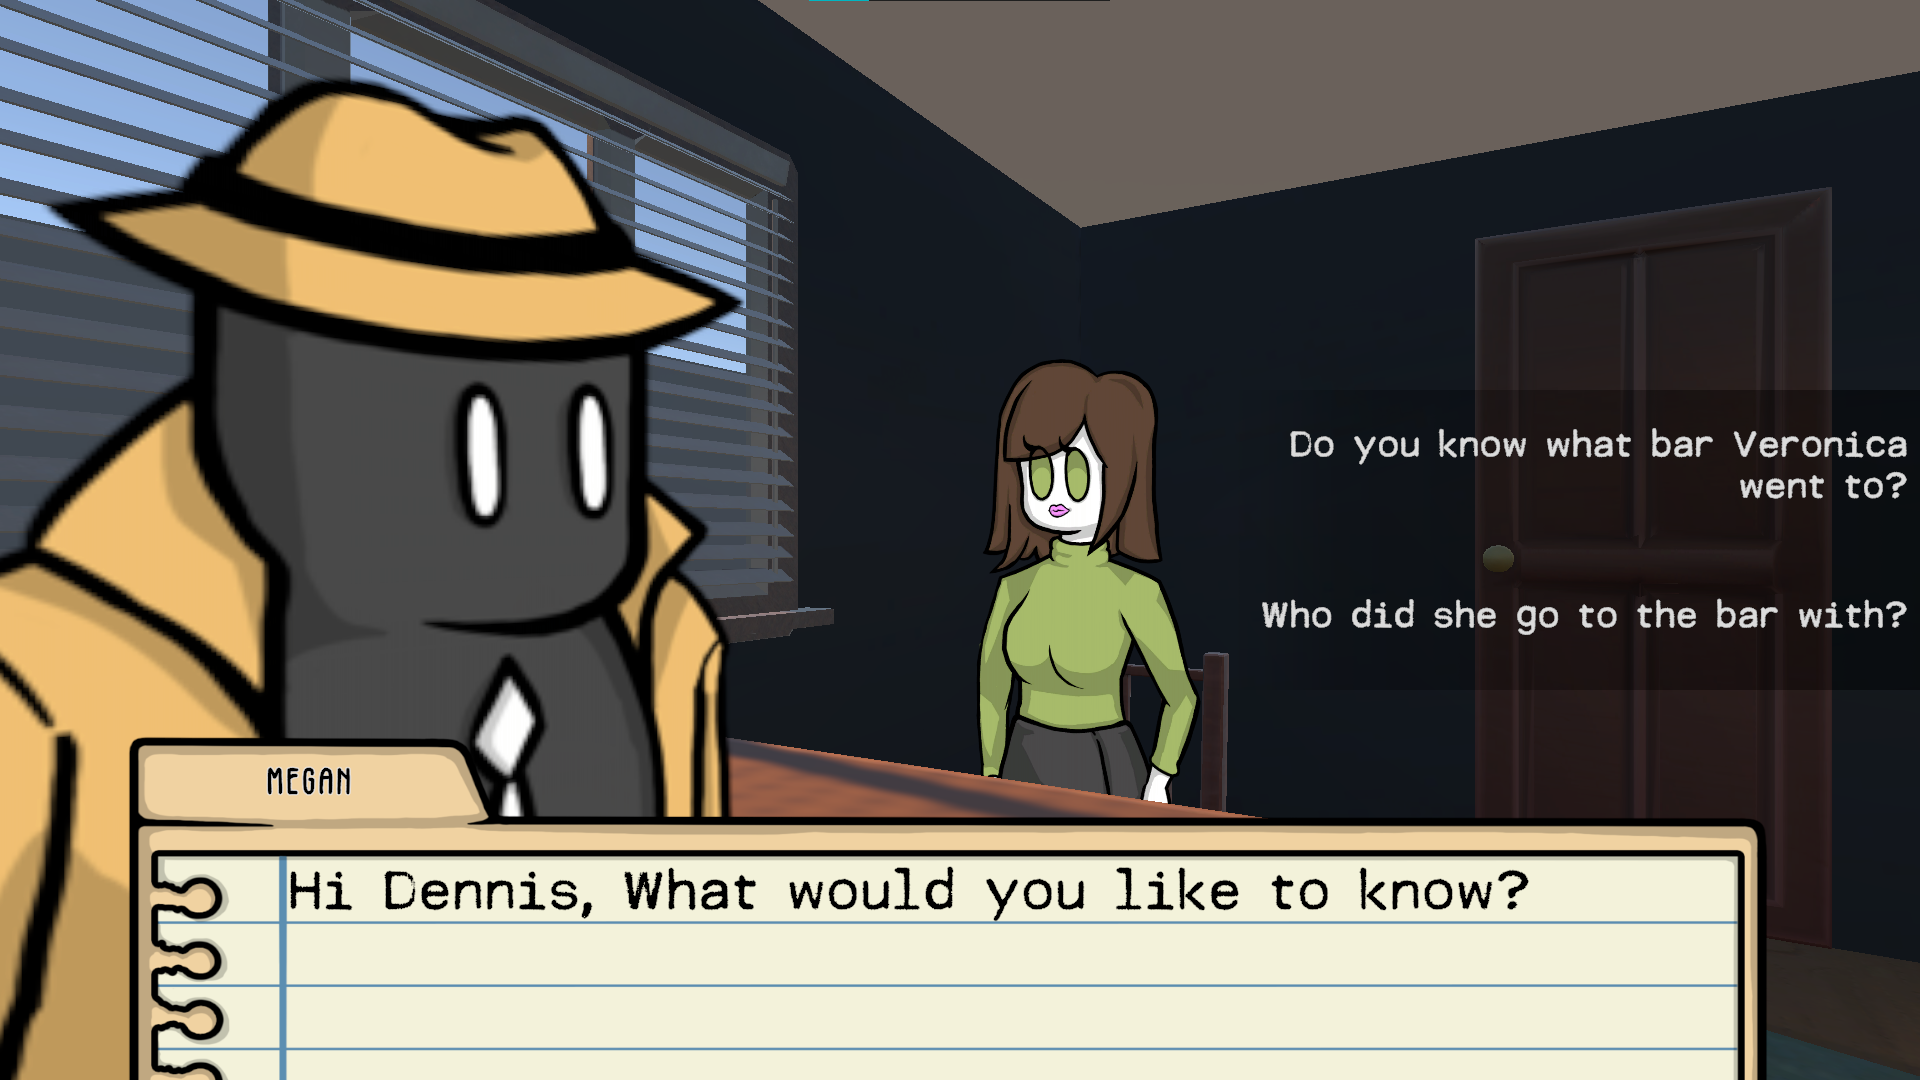 Do you know what bar Veronica
went to?
Who did she go to the bar with?
MEGAN
Hi Dennis, What would you like to know?